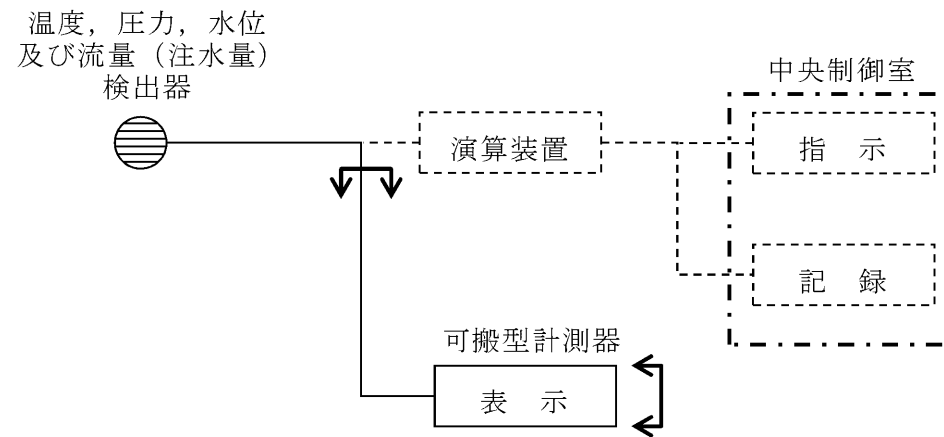 温度，圧力，水位
及び流量（注水量）
検出器
中央制御室
演算装置
指　示
記　録
可搬型計測器
表　示